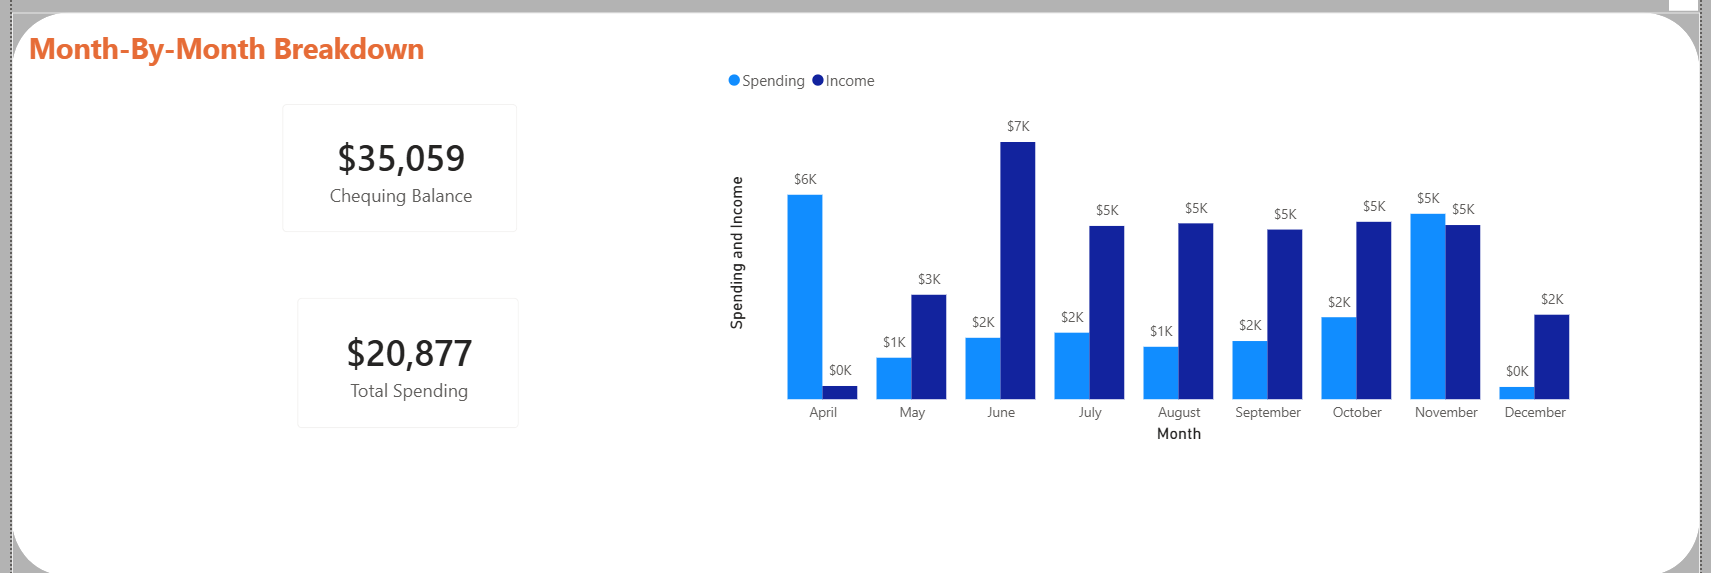 Month-By-Month Breakdown
$35,059
Chequing Balance
$20,877
Total Spending
Spending Income
Spending and Income
$6K
$0K
$1K
$3K
$2K
$7K
$2K
$5K
$1K
$5K
$2K
$5K
$2K
$5K
$5K
$5K
$0K
$2K
April May June July August September October November December
Month